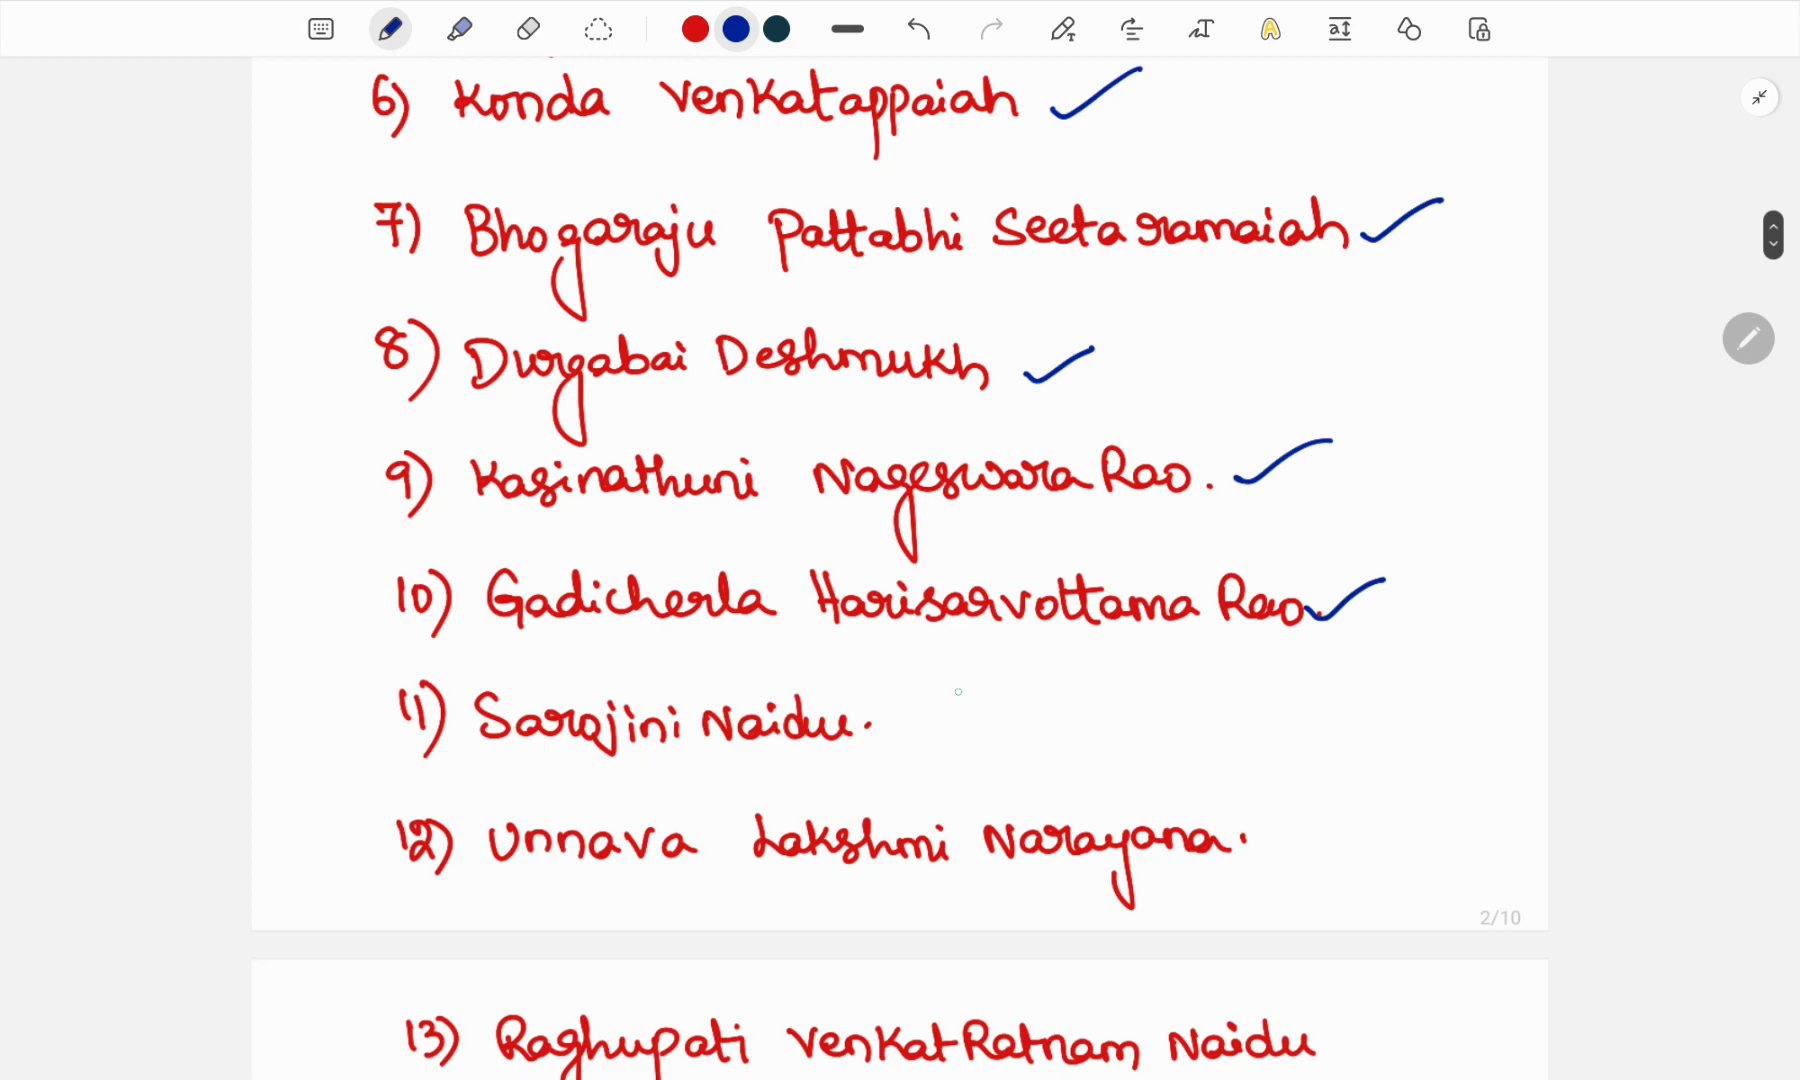 6) Konda Venkatappaiah
7) Bhogaraju Pattabhi Seetaramaiah
8) Durgabai Deshmukh
9) Kasinathuni Nageswara Rao.
10) Gadicherla Harisarvottama Rao.
11) Sarojini Naidu.
12) Unnava Lakshmi Narayana.
2/10
13) Raghupati VenkatRatnam Naidu